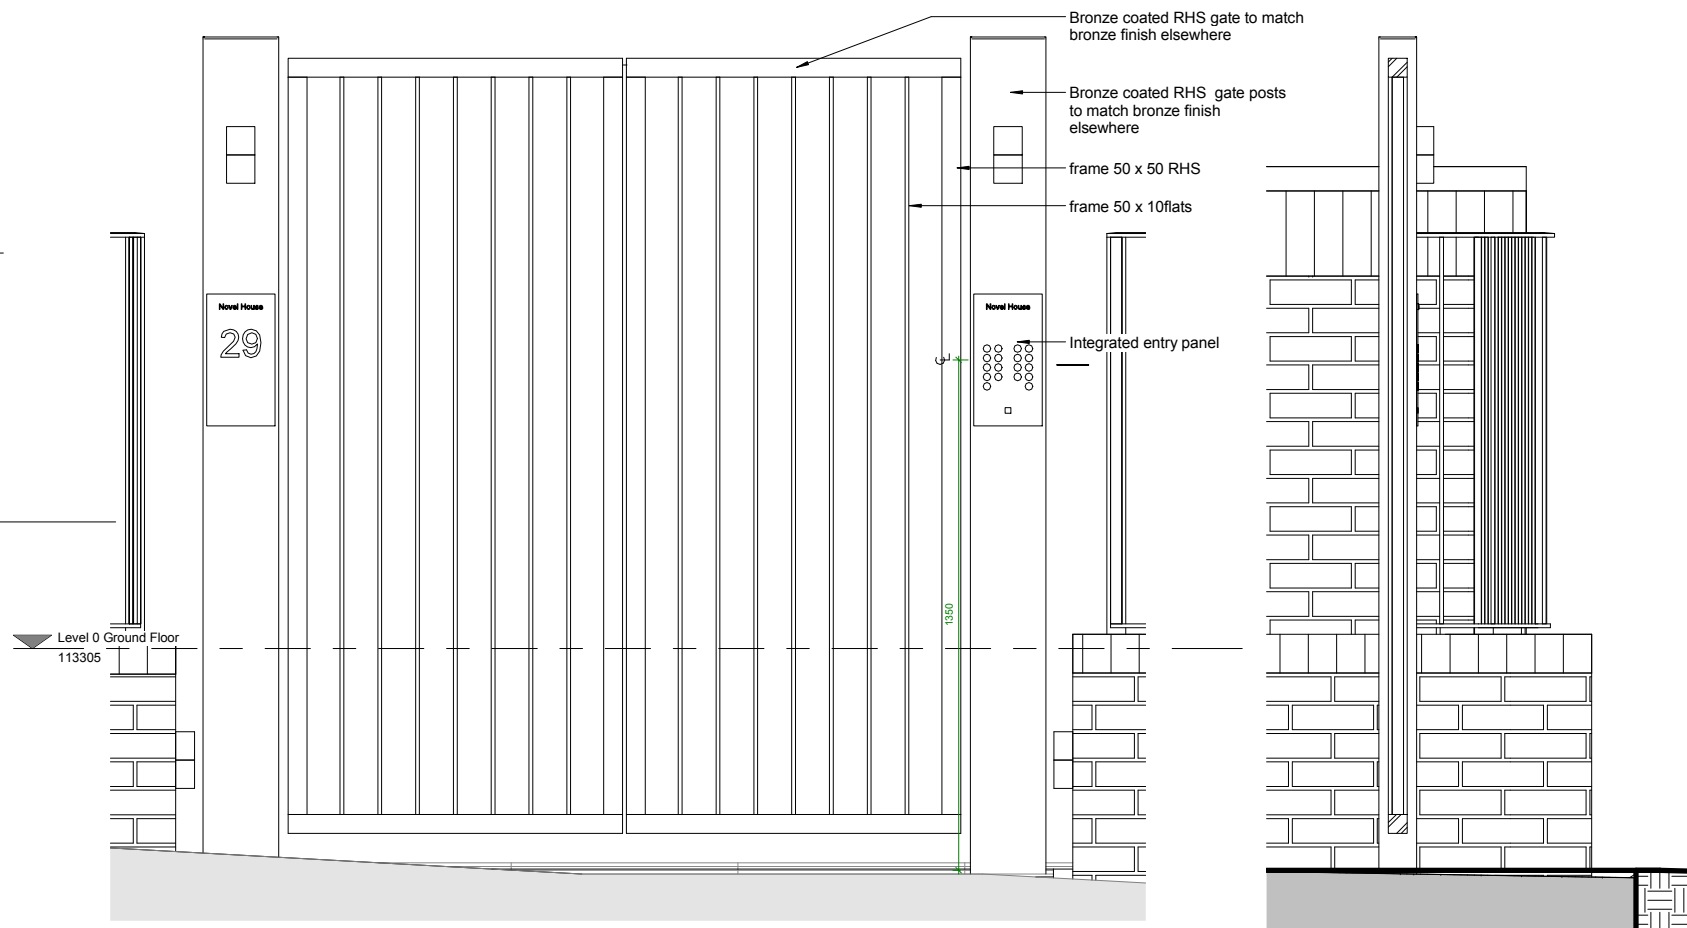 Bronze coated RHS gate to match
bronze finish elsewhere
Bronze coated RHS gate posts
to match bronze finish
elsewhere
frame 50 x 50 RHS
frame 50 x 10flats
Novel House
29
Novel House
Integrated entry panel
CL
1350
Level 0 Ground Floor
113305